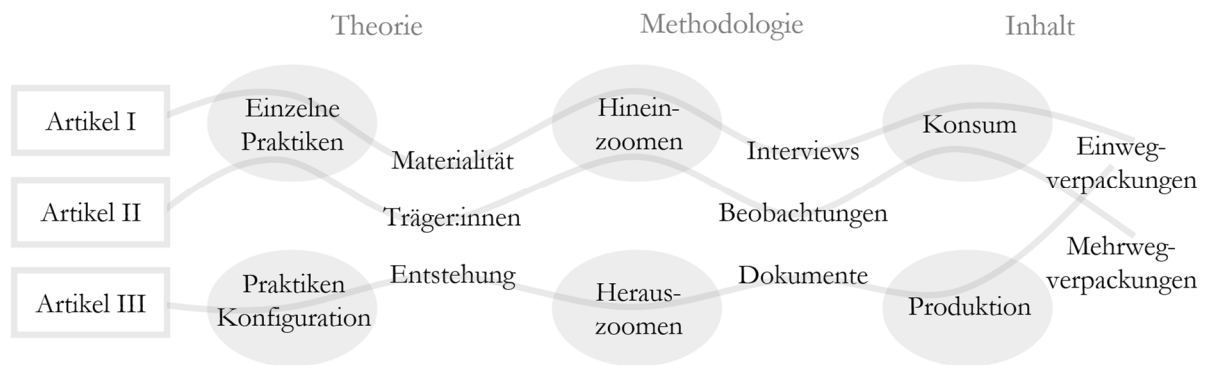 Theorie
Methodologie
Inhalt
Artikel I
Einzelne
Praktiken
Materialität
Hinein-
zoomen
Interviews
Konsum
Einweg-
verpackungen
Artikel II
Träger:innen
Beobachtungen
Mehrweg-
verpackungen
Artikel III
Praktiken
Konfiguration
Entstehung
Heraus-
zoomen
Dokumente
Produktion